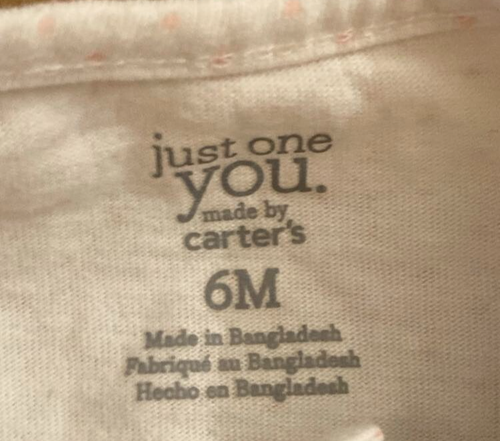 just one
you.
made by
carter's
6M
Made in Bangladesh
Fabriqué au Bangladesh
Hecho en Bangladesh